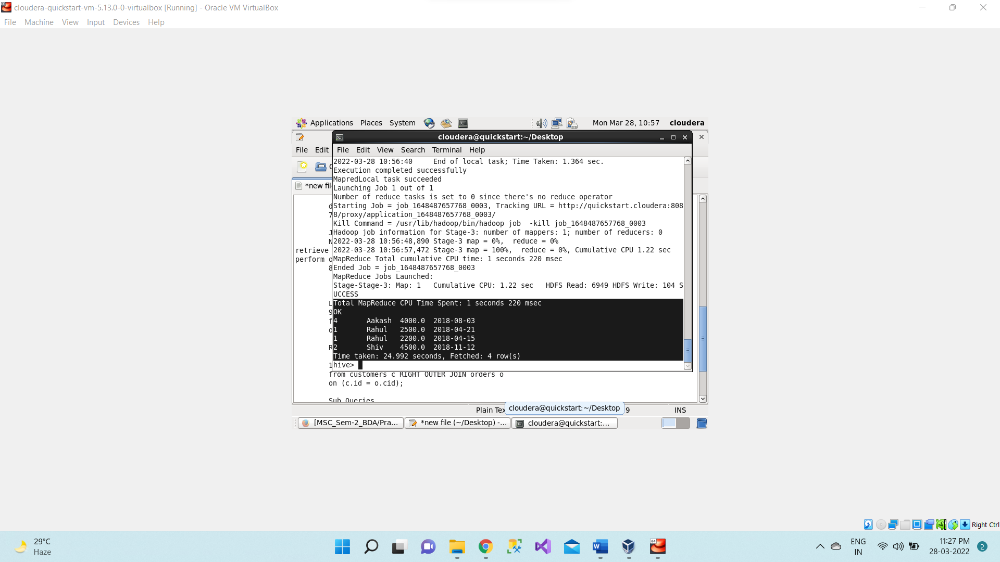 cloudera-quickstart-vm-5.13.0-0-virtualbox [Running] - Oracle VM VirtualBox
File Machine View Input Devices Help
Applications Places System Mon Mar 28, 10:57 cloudera
cloudera@quickstart:~/Desktop
File Edit
File Edit View Search Terminal Help
*new fil
2022-03-28 10:56:40     End of local task; Time Taken: 1.364 sec.
Execution completed successfully
MapredLocal task succeeded
Launching Job 1 out of 1
Number of reduce tasks is set to 0 since there's no reduce operator
Starting Job = job_1648487657768_0003, Tracking URL = http://quickstart.cloudera:808
8/proxy/application_1648487657768_0003/
Kill Command = /usr/lib/hadoop/bin/hadoop job  -kill job_1648487657768_0003
Hadoop job information for Stage-3: number of mappers: 1; number of reducers: 0
2022-03-28 10:56:48,890 Stage-3 map = 0%,  reduce = 0%
retrieve
2022-03-28 10:56:57,472 Stage-3 map = 100%,  reduce = 0%, Cumulative CPU 1.22 sec
perform
MapReduce Total cumulative CPU time: 1 seconds 220 msec
Ended Job = job_1648487657768_0003
MapReduce Jobs Launched:
Stage-Stage-3: Map: 1   Cumulative CPU: 1.22 sec   HDFS Read: 6949 HDFS Write: 104 S
UCCESS
Total MapReduce CPU Time Spent: 1 seconds 220 msec
OK
4       Aakash  4000.0  2018-08-03
1       Rahul   2500.0  2018-04-21
1       Rahul   2200.0  2018-04-15
2       Shiv    4500.0  2018-11-12
Time taken: 24.992 seconds, Fetched: 4 row(s)
hive>
from customers c RIGHT OUTER JOIN orders o
on (c.id = o.cid);
Sub Queries
Plain Tex cloudera@quickstart:~/Desktop 9 INS
[MSC_Sem-2_BDA/Pra... *new file (~/Desktop) -... cloudera@quickstart:...
Right Ctrl
29°C
Haze
64
ENG
IN
11:27 PM
28-03-2022
2